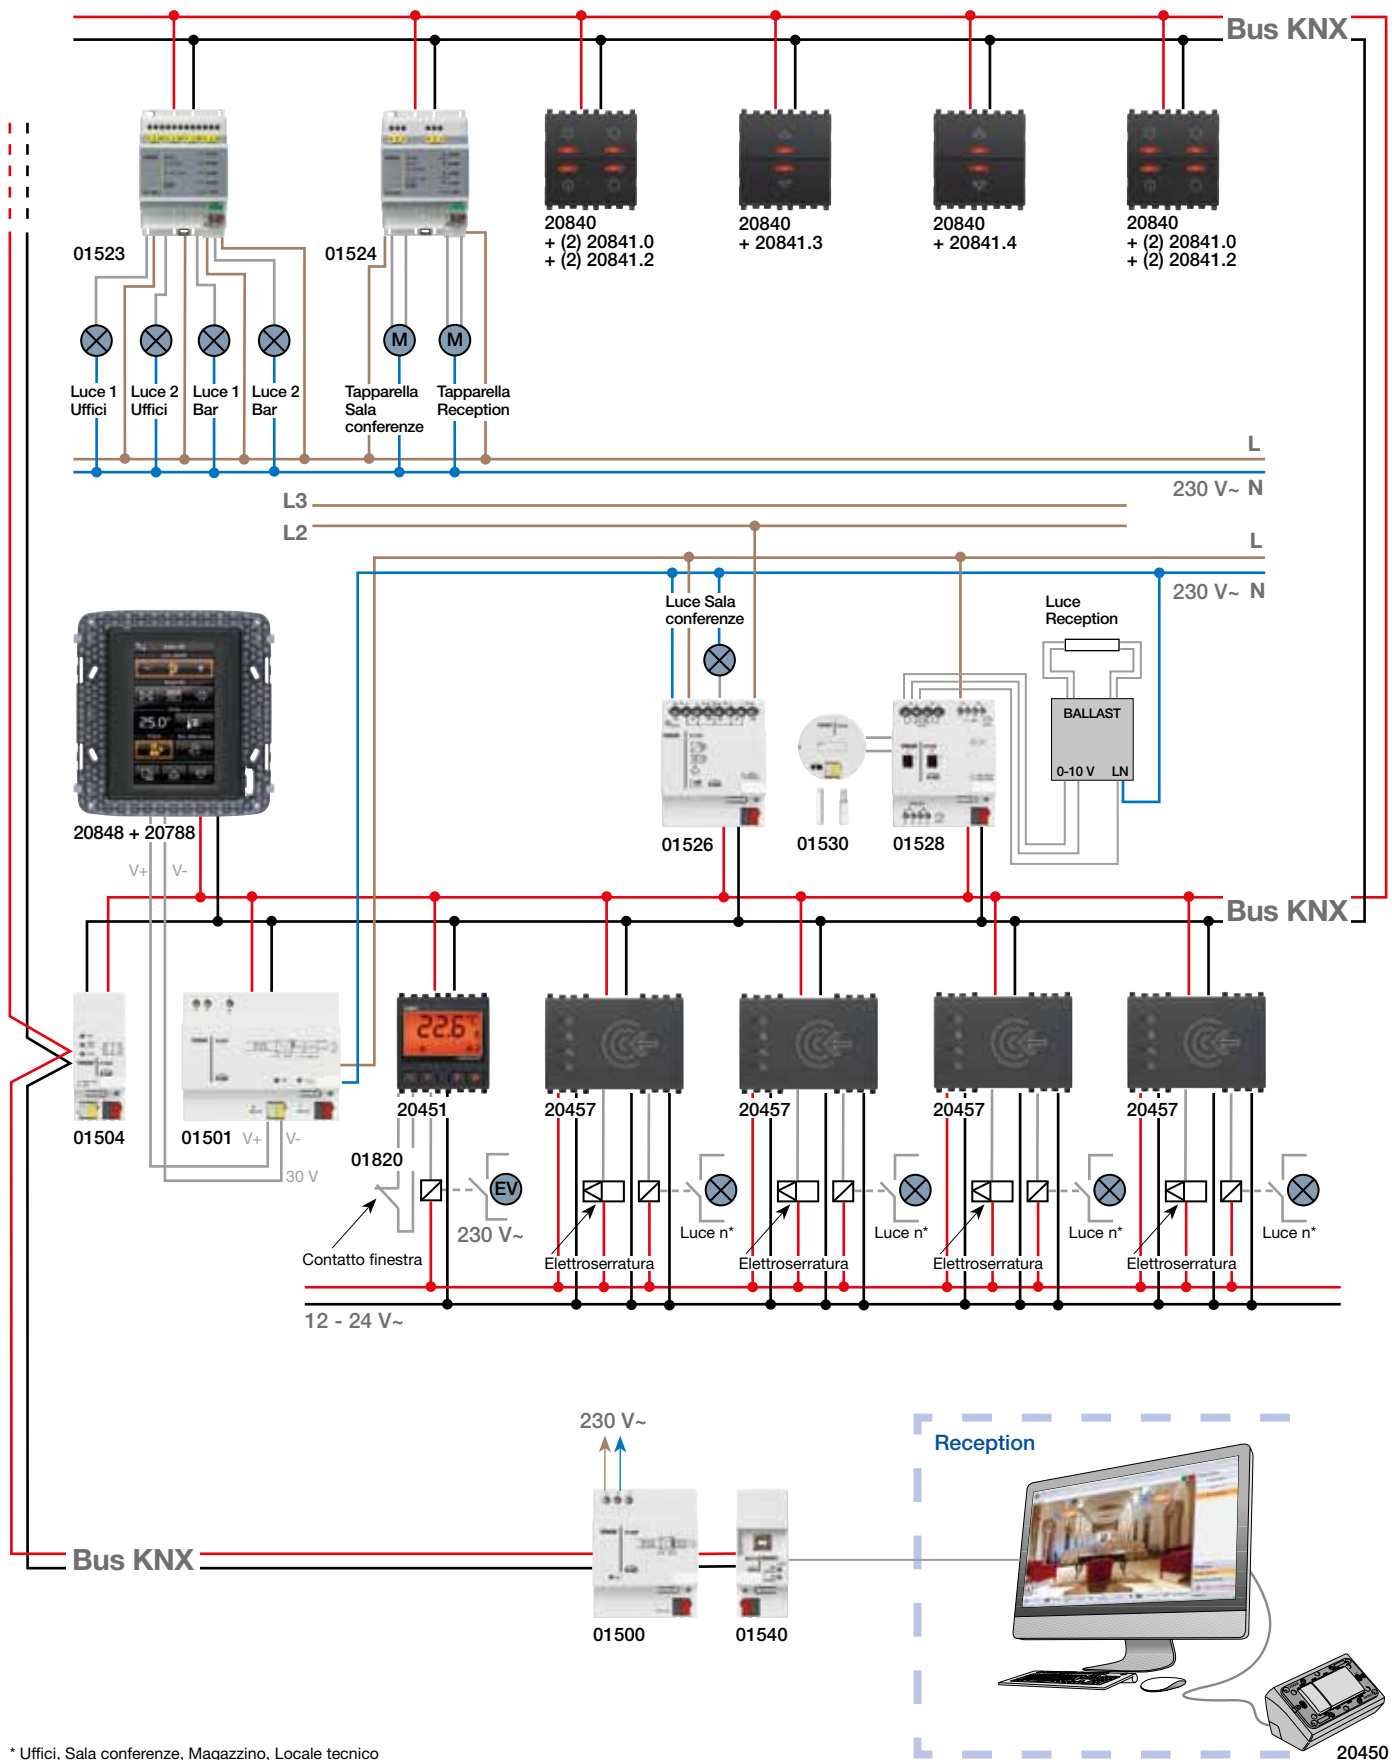 Bus KNX
01523
01524
20840
+ (2) 20841.0
+ (2) 20841.2
20840
+ 20841.3
20840
+ 20841.4
20840
+ (2) 20841.0
+ (2) 20841.2
M
M
Luce 1
Uffici
Luce 2
Uffici
Luce 1
Bar
Luce 2
Bar
Tapparella
Sala
conferenze
Tapparella
Reception
L
230 V~ N
L3
L2
L
230 V~ N
Luce Sala
conferenze
Luce
Reception
BALLAST
0-10 V LN
25.0°
20848 + 20788
01526
01530
01528
V+ V-
Bus KNX
22.6°
01504
01501
V+ V-
30 V
20451
20457
20457
20457
20457
01820
EV
230 V~
Contatto finestra
Luce n*
Luce n*
Luce n*
Luce n*
Elettroserratura
Elettroserratura
Elettroserratura
Elettroserratura
12 - 24 V~
230 V~
Reception
Bus KNX
01500
01540
20450
* Uffici, Sala conferenze, Magazzino, Locale tecnico